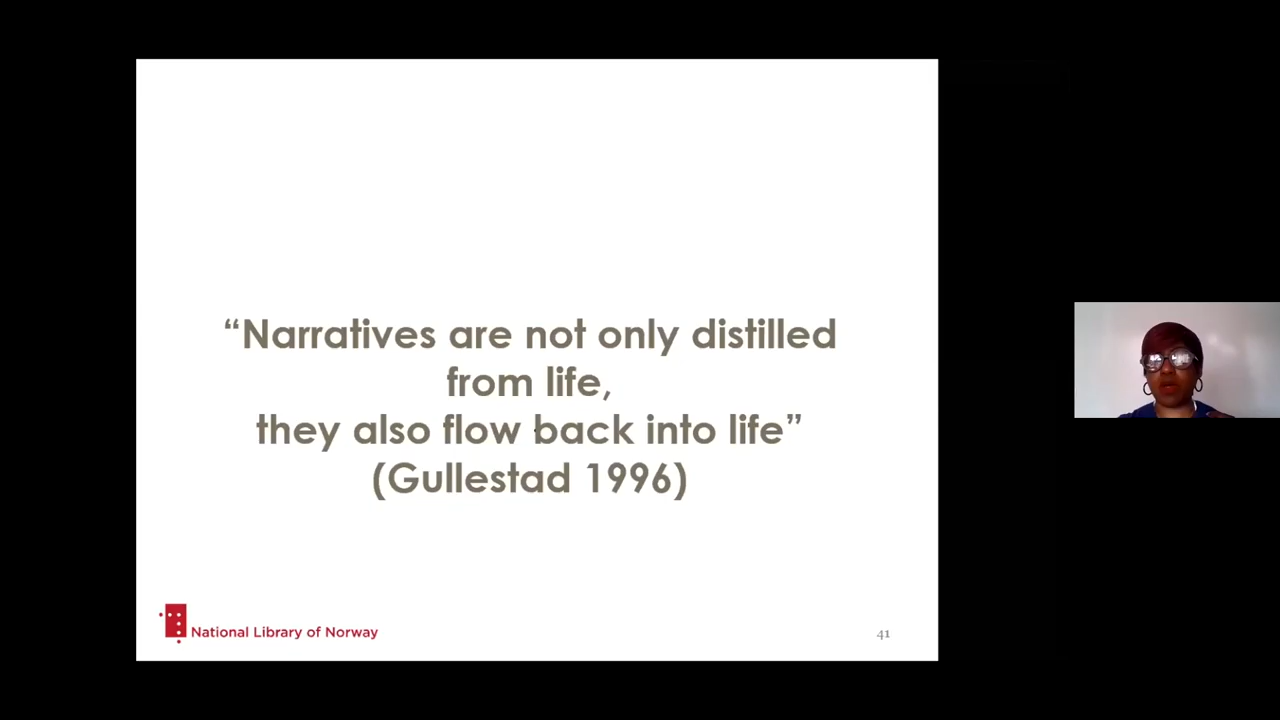 “Narratives are not only distilled
from life,
they also flow back into life”
(Gullestad 1996)
National Library of Norway
41